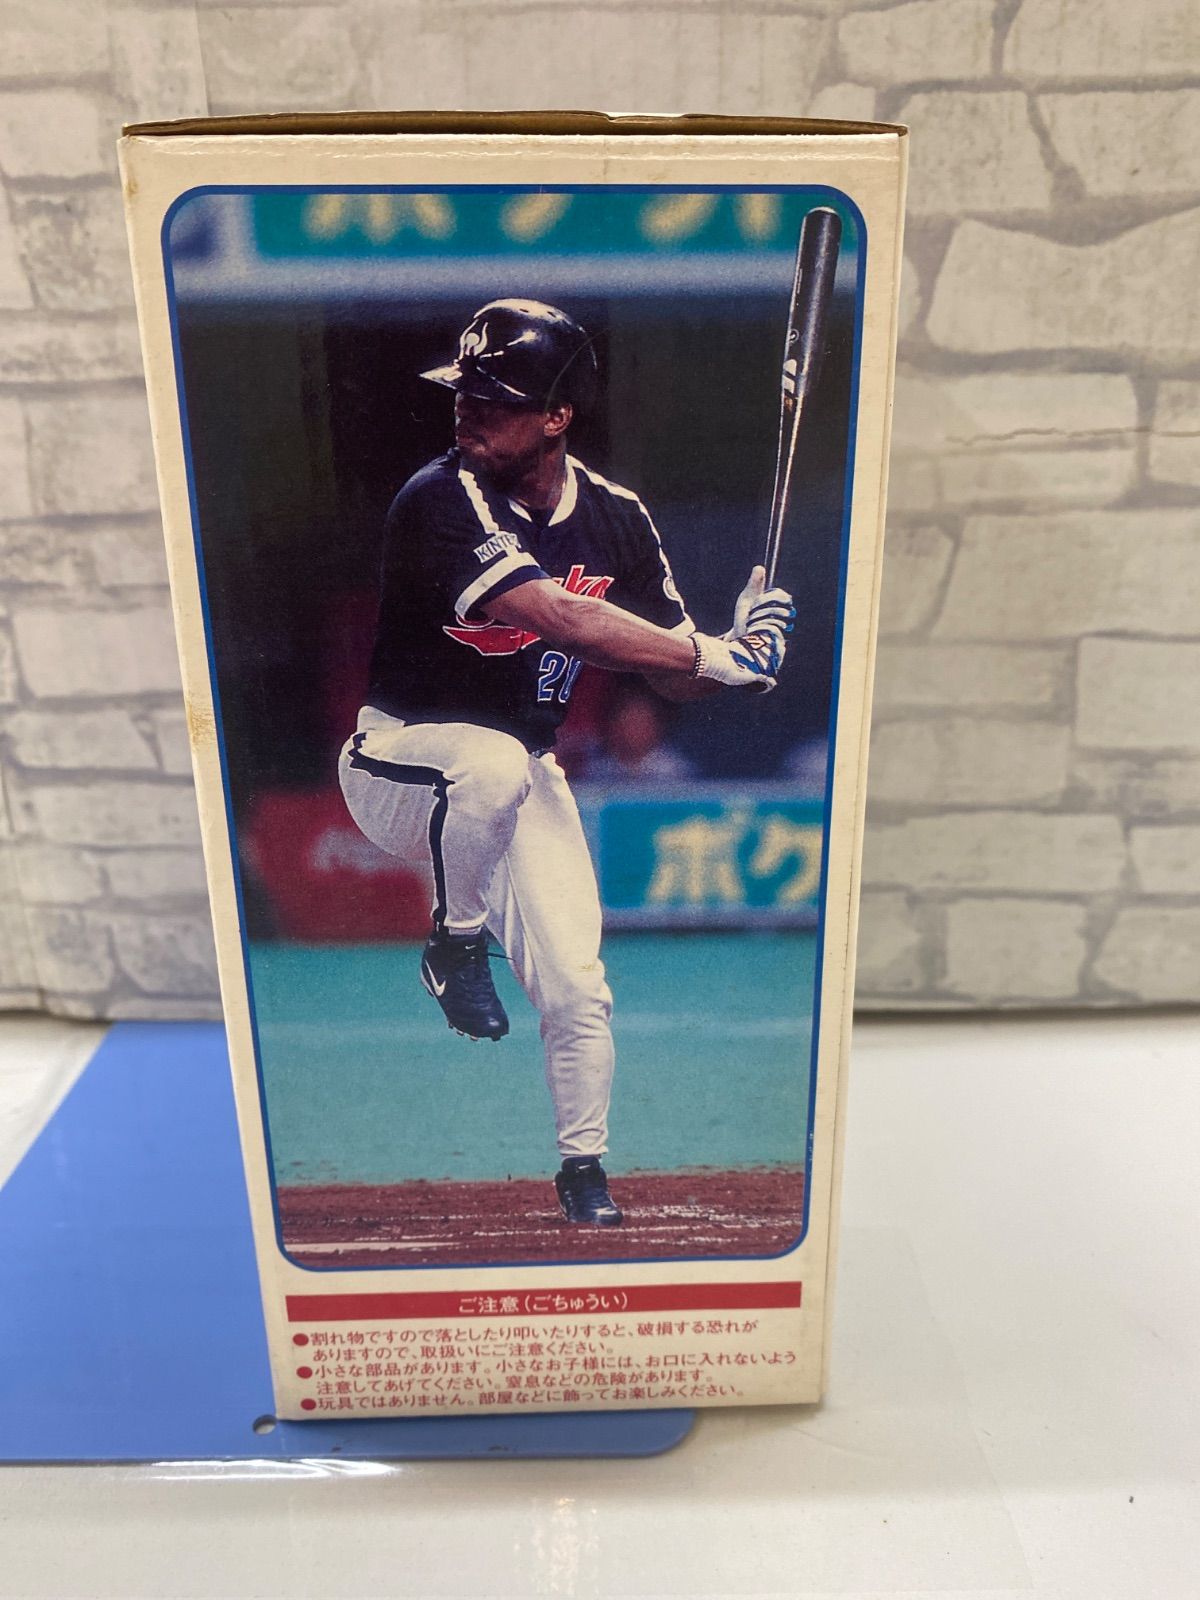 KINTE
20
ボク
ご注意(ごちゅうい)
●割れ物ですので落としたり叩いたりすると、破損する恐れが
ありますので、取扱いにご注意ください。
●小さな部品があります。小さなお子様には、お口に入れないよう
注意してあげてください。窒息などの危険があります。
●玩具ではありません。部屋などに飾ってお楽しみください。